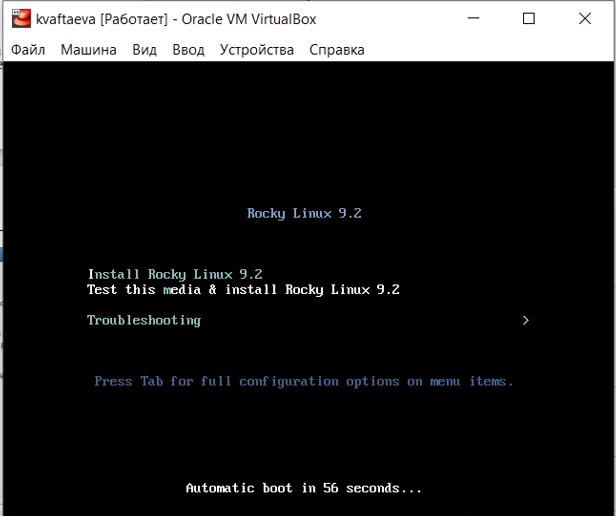 kvaftaeva [Работает] - Oracle VM VirtualBox
Файл Машина Вид Ввод Устройства Справка
Rocky Linux 9.2
Install Rocky Linux 9.2
Test this media & install Rocky Linux 9.2
Troubleshooting >
Press Tab for full configuration options on menu items.
Automatic boot in 56 seconds...